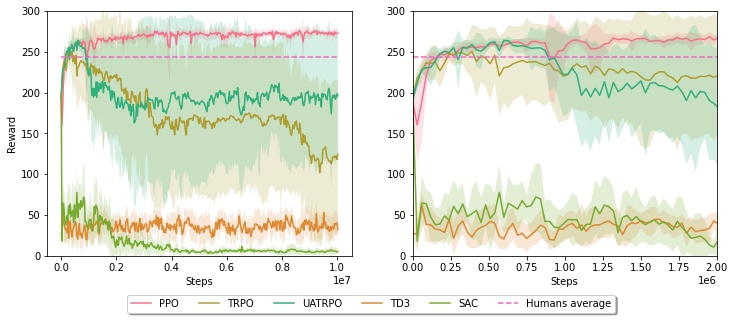 300
250
200
150
100
50
0
Reward
0.0 0.2 0.4 0.6 0.8 1.0
Steps
1e7
300
250
200
150
100
50
0
0.00 0.25 0.50 0.75 1.00 1.25 1.50 1.75 2.00
Steps
1e6
PPO TRPO UATRPO TD3 SAC Humans average